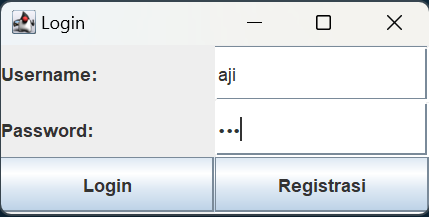 Login
Username: aji
Password: •••
Login Registrasi